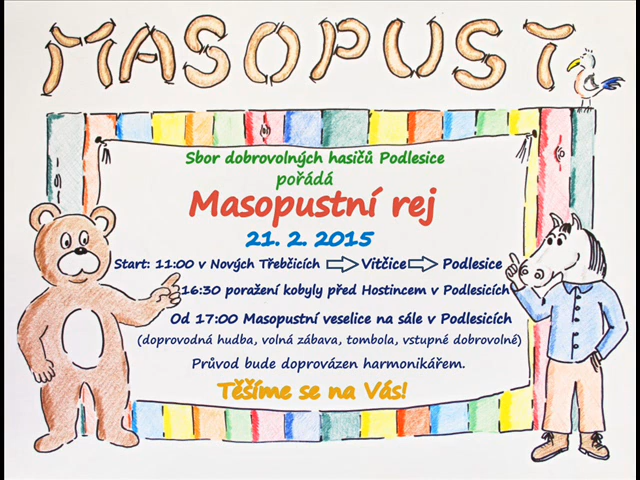 MASOPUST
Sbor dobrovolných hasičů Podlesice
pořádá
Masopustní rej
21. 2. 2015
Start: 11:00 v Nových Třebčicích Vitčice Podlesice
16:30 poražení kobyly před Hostincem v Podlesicích
Od 17:00 Masopustní veselice na sále v Podlesicích
(doprovodná hudba, volná zábava, tombola, vstupné dobrovolné)
Průvod bude doprovázen harmonikářem.
Těšíme se na Vás!